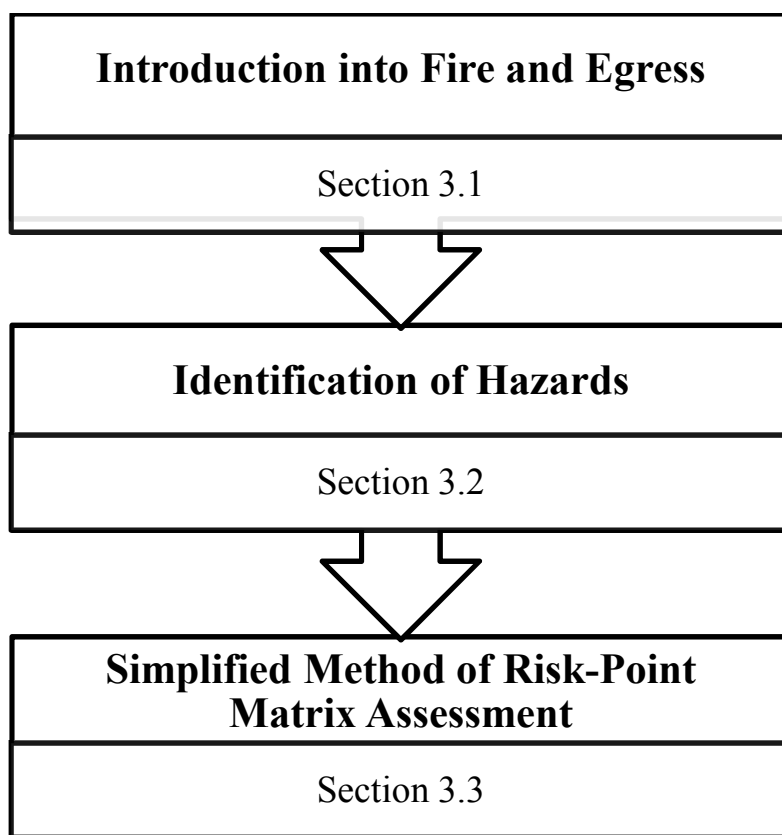 Introduction into Fire and Egress
Section 3.1
Identification of Hazards
Section 3.2
Simplified Method of Risk-Point
Matrix Assessment
Section 3.3